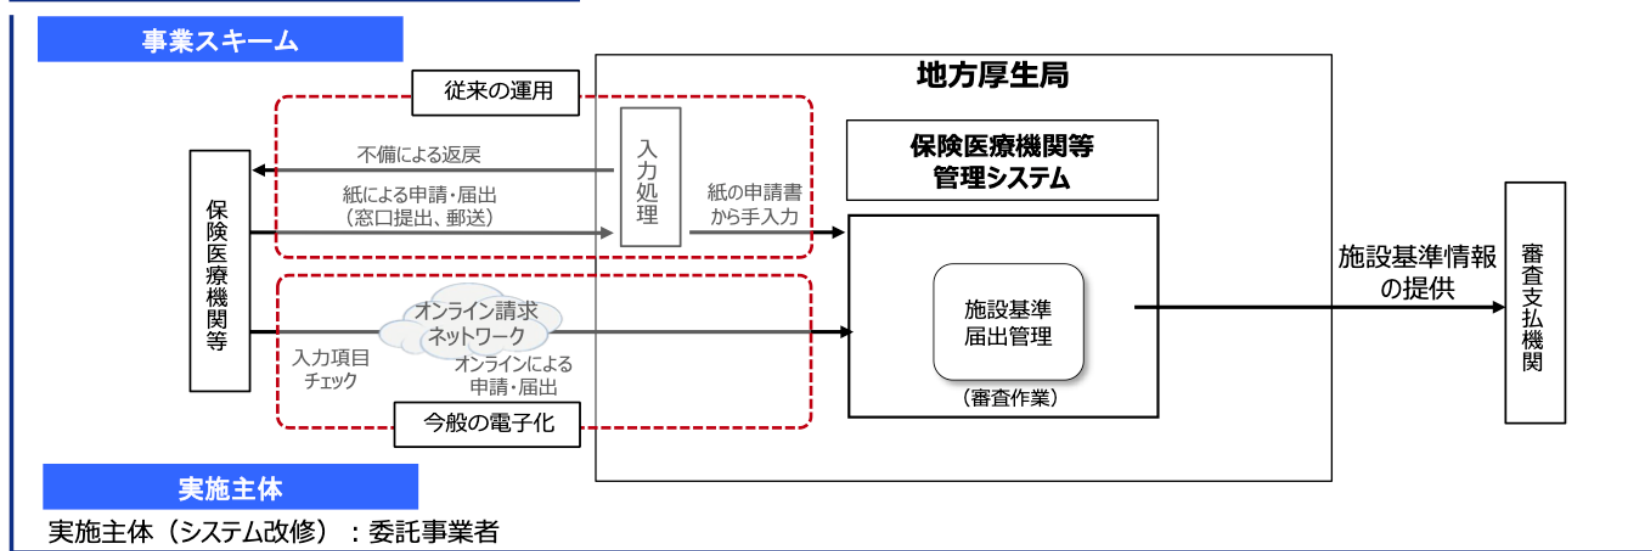 事業スキーム
従来の運用
地方厚生局
保険医療機関等
管理システム
入力処理
不備による返戻
紙による申請・届出
（窓口提出、郵送）
紙の申請書
から手入力
保険医療機関等
オンライン請求
ネットワーク
入力項目
チェック
オンラインによる
申請・届出
今般の電子化
施設基準
届出管理
（審査作業）
施設基準情報
の提供
審査支払機関
実施主体
実施主体（システム改修）：委託事業者